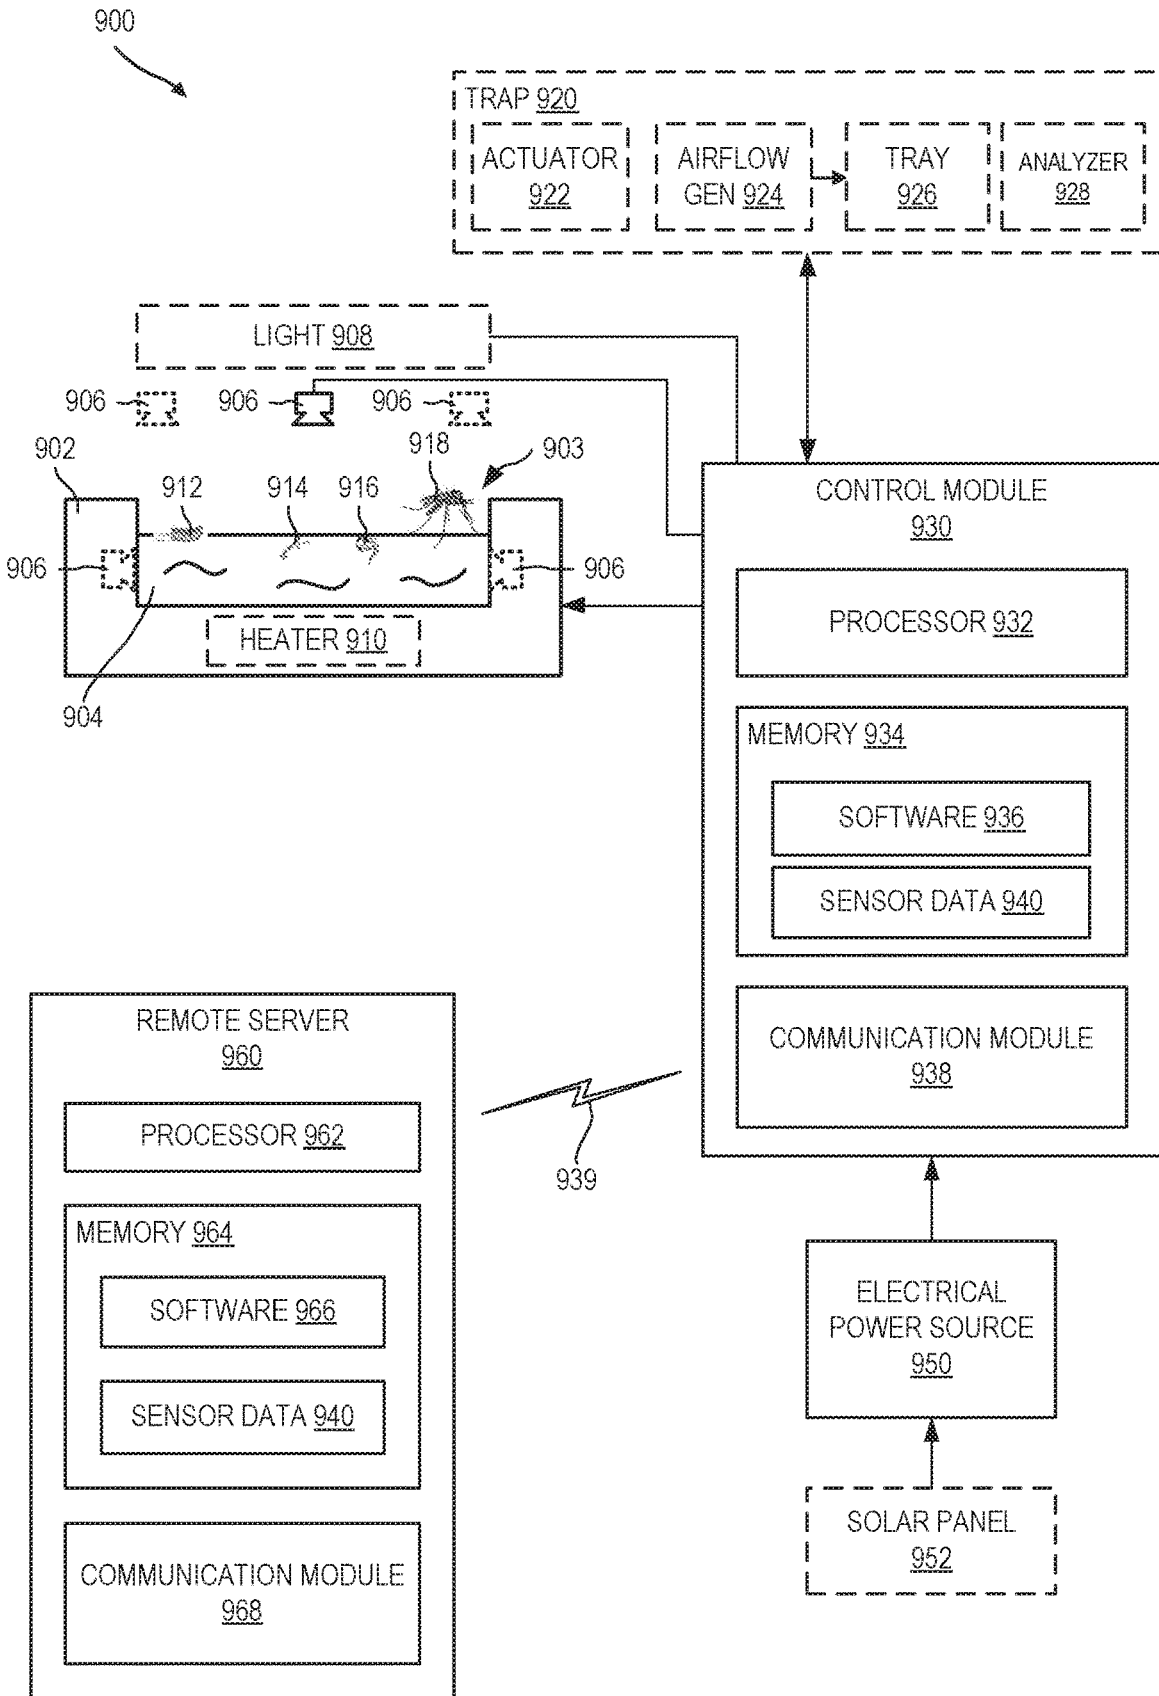 900
TRAP 920
ACTUATOR
922
AIRFLOW
GEN 924
TRAY
926
ANALYZER
928
LIGHT 908
906
906
906
902
912
914
916
918
903
906
906
HEATER 910
904
CONTROL MODULE
930
PROCESSOR 932
MEMORY 934
SOFTWARE 936
SENSOR DATA 940
COMMUNICATION MODULE
938
939
REMOTE SERVER
960
PROCESSOR 962
MEMORY 964
SOFTWARE 966
SENSOR DATA 940
COMMUNICATION MODULE
968
ELECTRICAL
POWER SOURCE
950
SOLAR PANEL
952